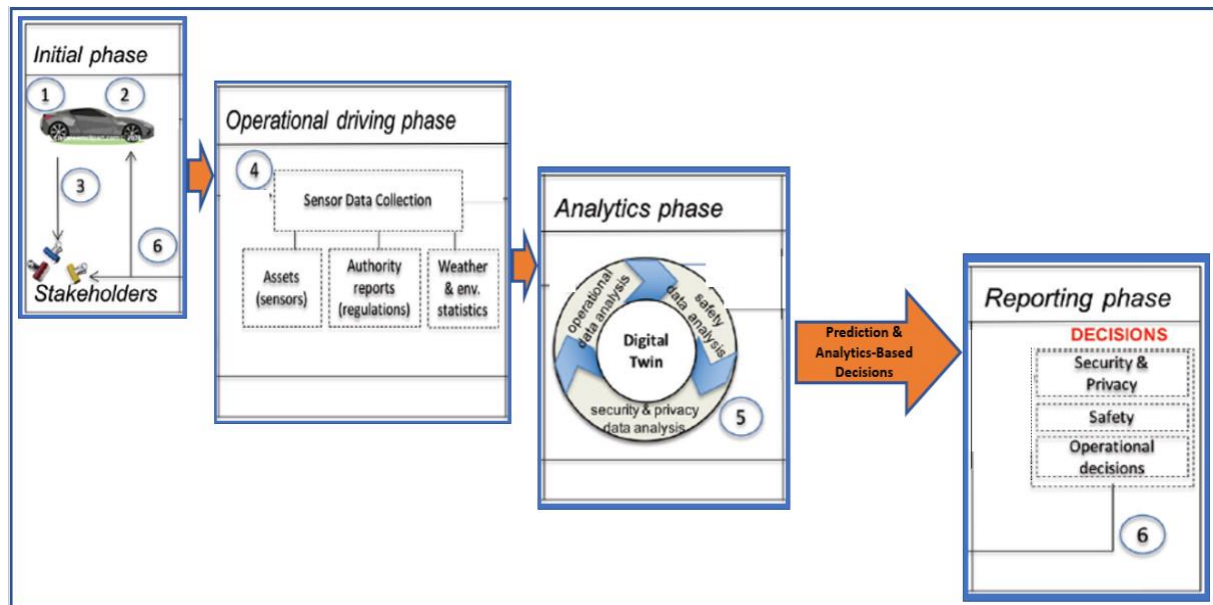 Initial phase
1
2
3
6
Stakeholders
Operational driving phase
4
Sensor Data Collection
Assets
(sensors)
Authority
reports
(regulations)
Weather
& env.
statistics
Analytics phase
operational
data analysis
safety
data analysis
Digital
Twin
security & privacy
data analysis
5
Prediction &
Analytics-Based
Decisions
Reporting phase
DECISIONS
Security &
Privacy
Safety
Operational
decisions
6